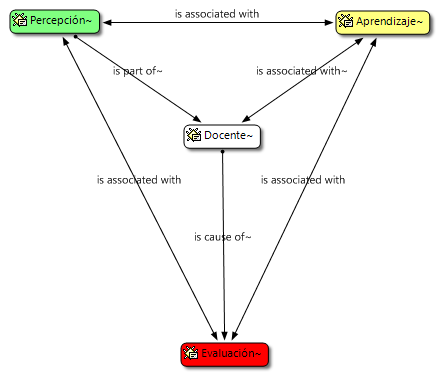 is associated with
Percepción~
Aprendizaje~
is part of~
is associated with~
Docente~
is associated with
is associated with
is cause of~
Evaluación~